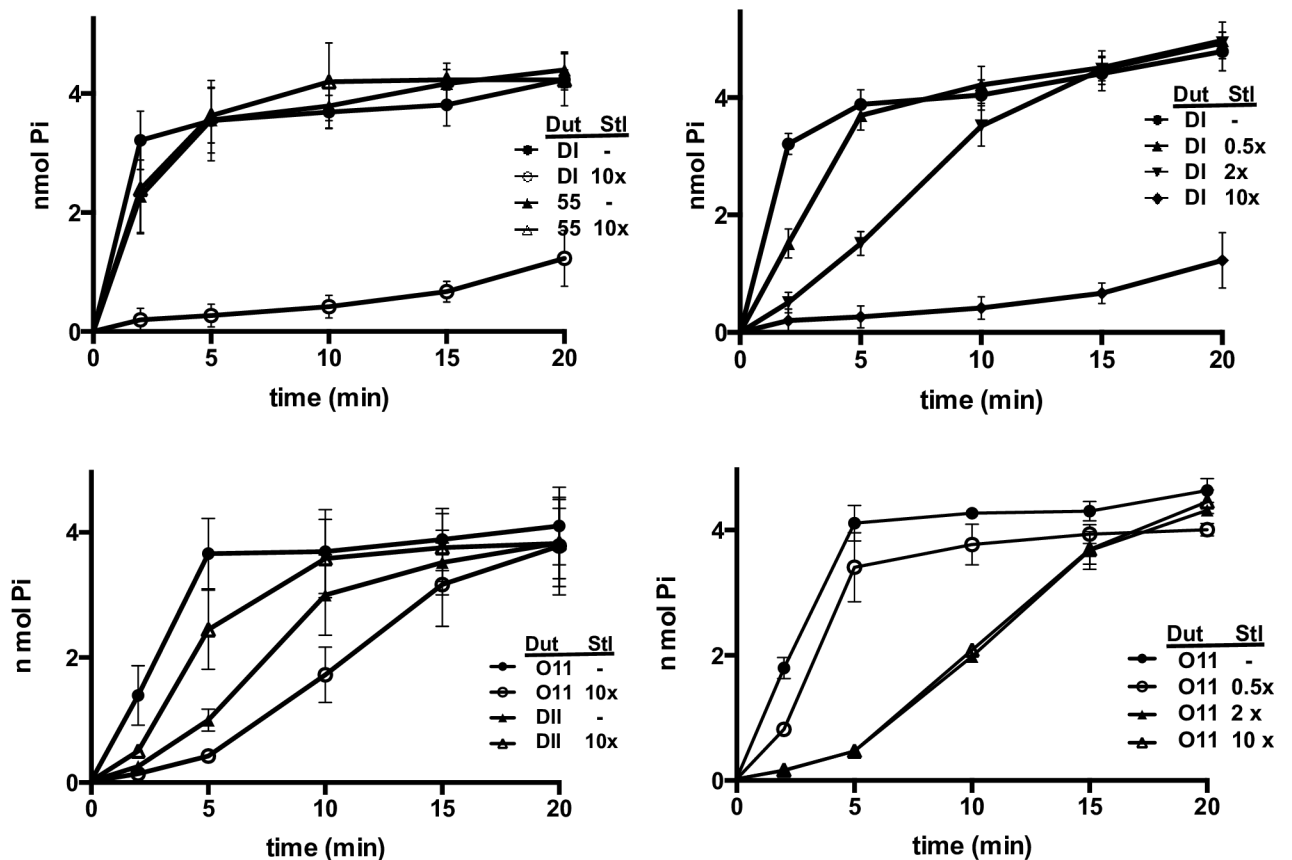 4
2
0
0 5 10 15 20
nmol Pi
time (min)
Dut Stl
DI -
DI 10x
55 -
55 10x
4
2
0
0 5 10 15 20
nmol Pi
time (min)
Dut Stl
DI -
DI 0.5x
DI 2x
DI 10x
4
2
0
0 5 10 15 20
n mol Pi
time (min)
Dut Stl
O11 -
O11 10x
DII -
DII 10x
4
2
0
0 5 10 15 20
n mol Pi
time (min)
Dut Stl
O11 -
O11 0.5x
O11 2 x
O11 10 x